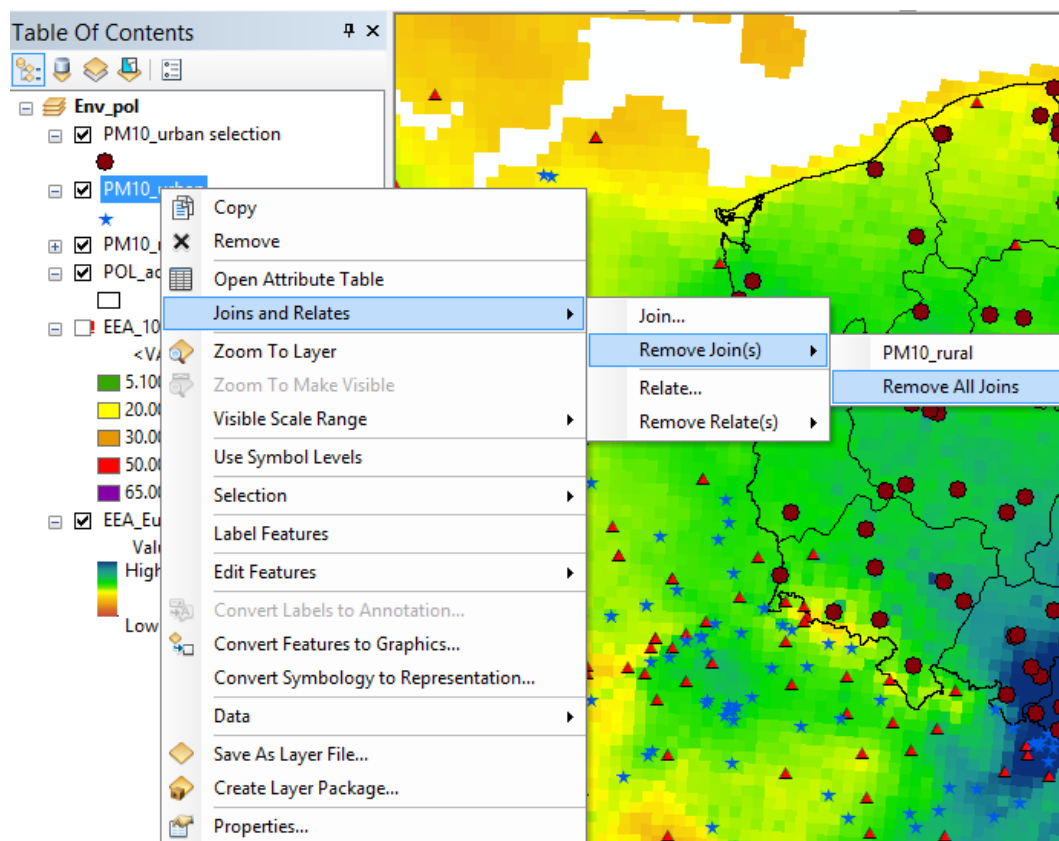 Table Of Contents
Env_pol
PM10_urban selection
PM10_urban
PM10_
POL_ad
EEA_10
<VA
5.100
20.00
30.00
50.00
65.00
EEA_Eu
Valu
High
Low
Copy
Remove
Open Attribute Table
Joins and Relates
Zoom To Layer
Zoom To Make Visible
Visible Scale Range
Use Symbol Levels
Selection
Label Features
Edit Features
Convert Labels to Annotation...
Convert Features to Graphics...
Convert Symbology to Representation...
Data
Save As Layer File...
Create Layer Package...
Properties...
Join...
Remove Join(s)
Relate...
Remove Relate(s)
PM10_rural
Remove All Joins